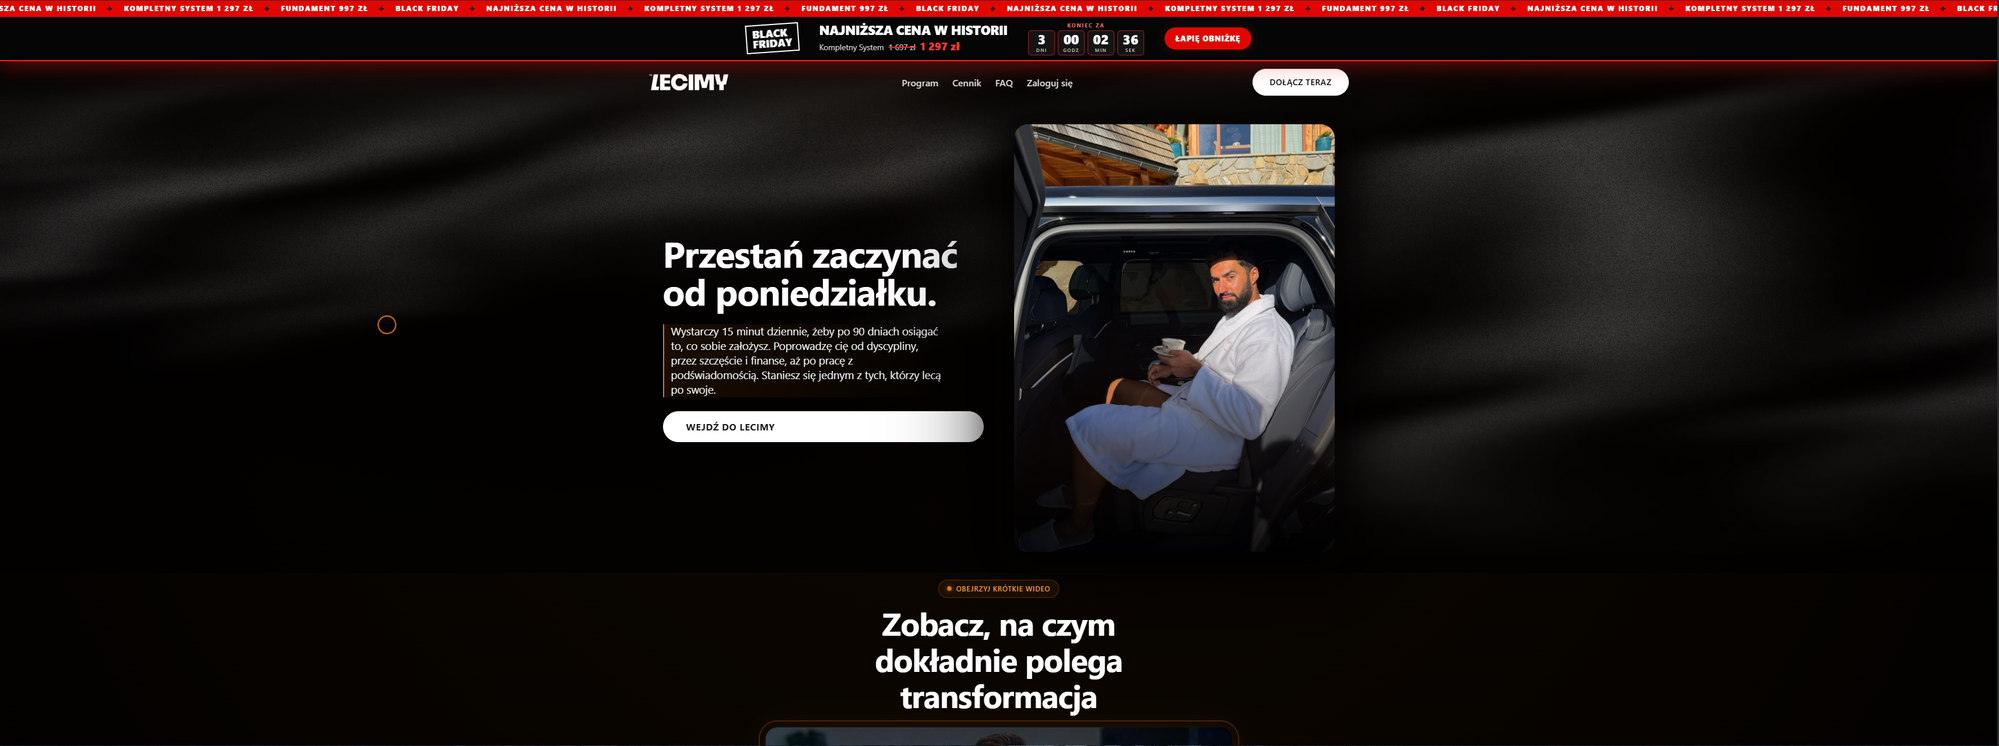 SZA CENA W HISTORII ✦ KOMPLETNY SYSTEM 1 297 ZŁ ✦ FUNDAMENT 997 ZŁ ✦ BLACK FRIDAY ✦ NAJNIŻSZA CENA W HISTORII ✦ KOMPLETNY SYSTEM 1 297 ZŁ ✦ FUNDAMENT 997 ZŁ ✦ BLACK FRIDAY ✦ NAJNIŻSZA CENA W HISTORII ✦ KOMPLETNY SYSTEM 1 297 ZŁ ✦ FUNDAMENT 997 ZŁ ✦ BLACK FRIDAY ✦ NAJNIŻSZA CENA W HISTORII ✦ KOMPLETNY SYSTEM 1 297 ZŁ ✦ FUNDAMENT 997 ZŁ ✦ BLACK FR
BLACK
FRIDAY
NAJNIŻSZA CENA W HISTORII
Kompletny System 1 697 zł 1 297 zł
KONIEC ZA
3 00 02 36
DNI GODZ MIN SEK
ŁAPIĘ OBNIŻKĘ
LECIMY
Program Cennik FAQ Zaloguj się
DOŁĄCZ TERAZ
Przestań zaczynać
od poniedziałku.
Wystarczy 15 minut dziennie, żeby po 90 dniach osiągać
to, co sobie założysz. Poprowadzę cię od dyscypliny,
przez szczęście i finanse, aż po pracę z
podświadomością. Staniesz się jednym z tych, którzy lecą
po swoje.
WEJDŹ DO LECIMY
OBEJRZYJ KRÓTKIE WIDEO
Zobacz, na czym
dokładnie polega
transformacja